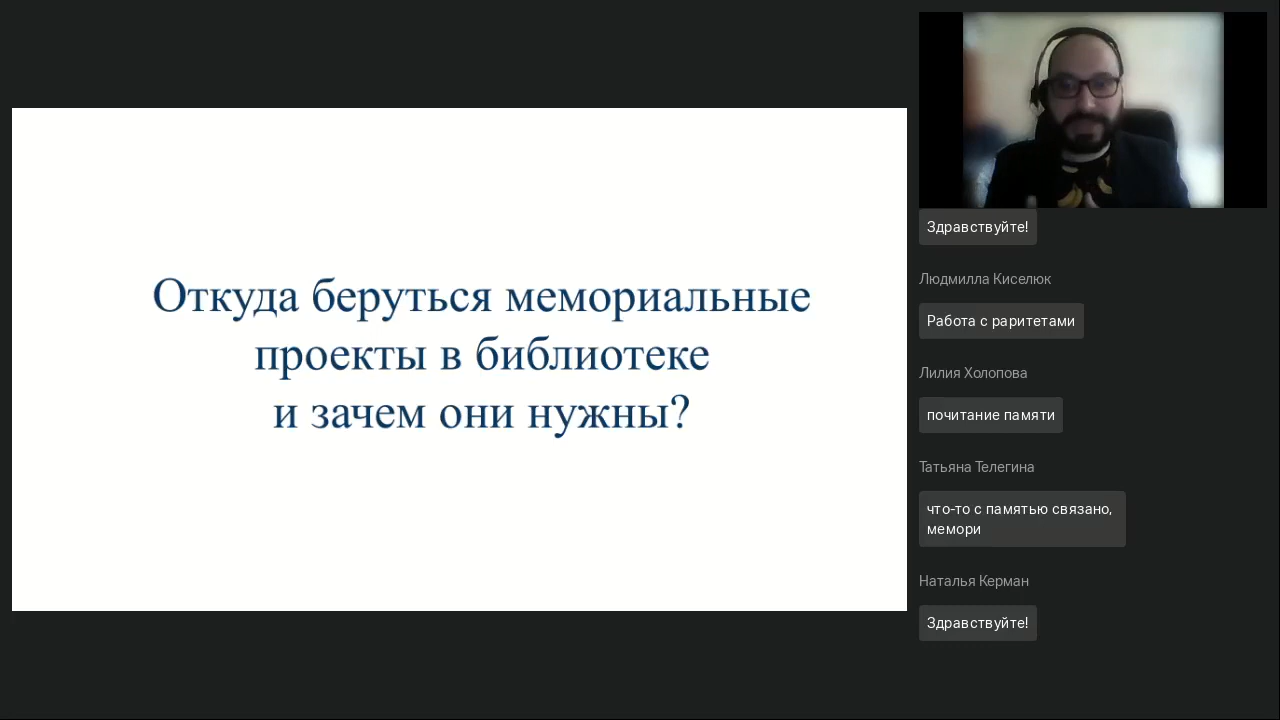 Откуда беруться мемориальные
проекты в библиотеке
и зачем они нужны?
Здравствуйте!
Людмилла Киселюк
Работа с раритетами
Лилия Холопова
почитание памяти
Татьяна Телегина
что-то с памятью связано,
мемори
Наталья Керман
Здравствуйте!